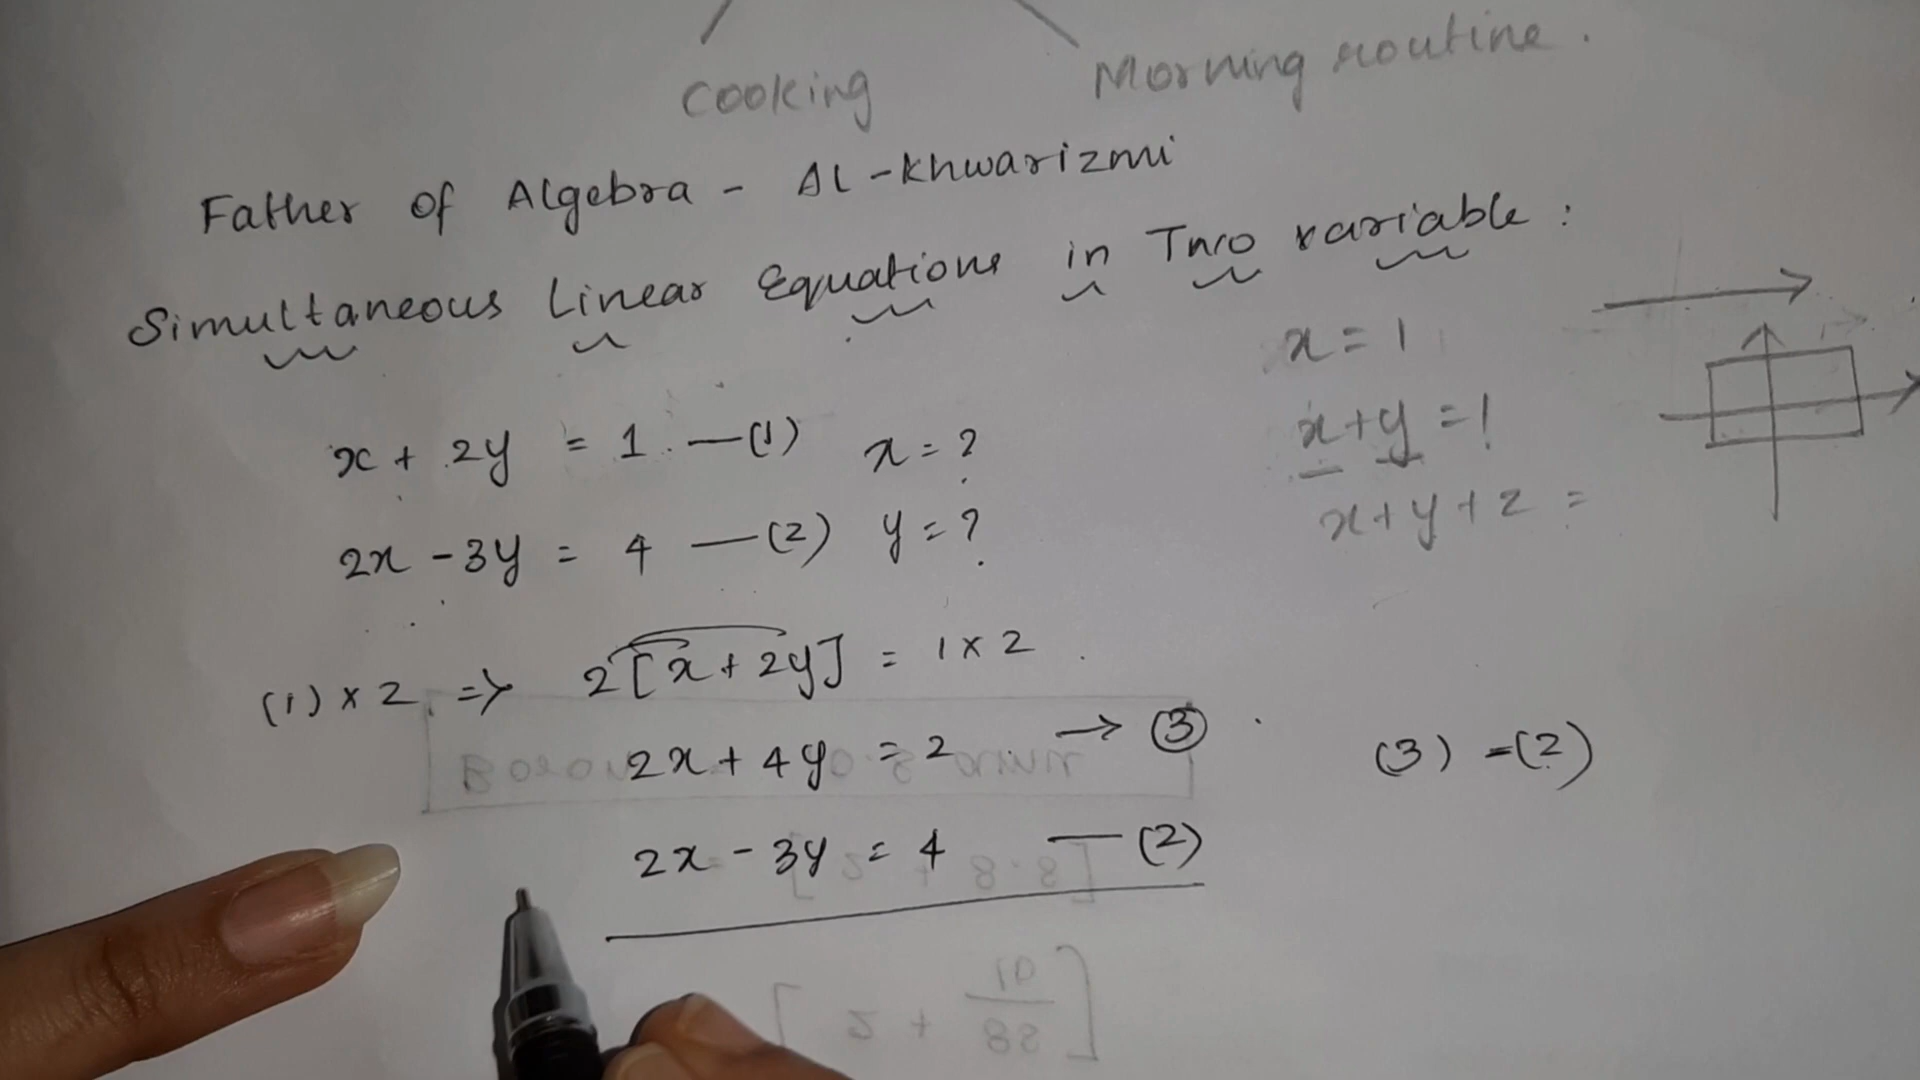 Cooking
Morning routine.
Father of Algebra - AL-Khwarizmi
Simultaneous Linear Equations in Two variable :
x + 2y = 1 —(1) x = ?
2x - 3y = 4 —(2) y = ?
x = 1
x+y = 1
x+y+z =
(1) x 2 => 2[x + 2y] = 1 x 2
2x + 4y = 2 → ③
2x - 3y = 4 —(2)
(3) -(2)